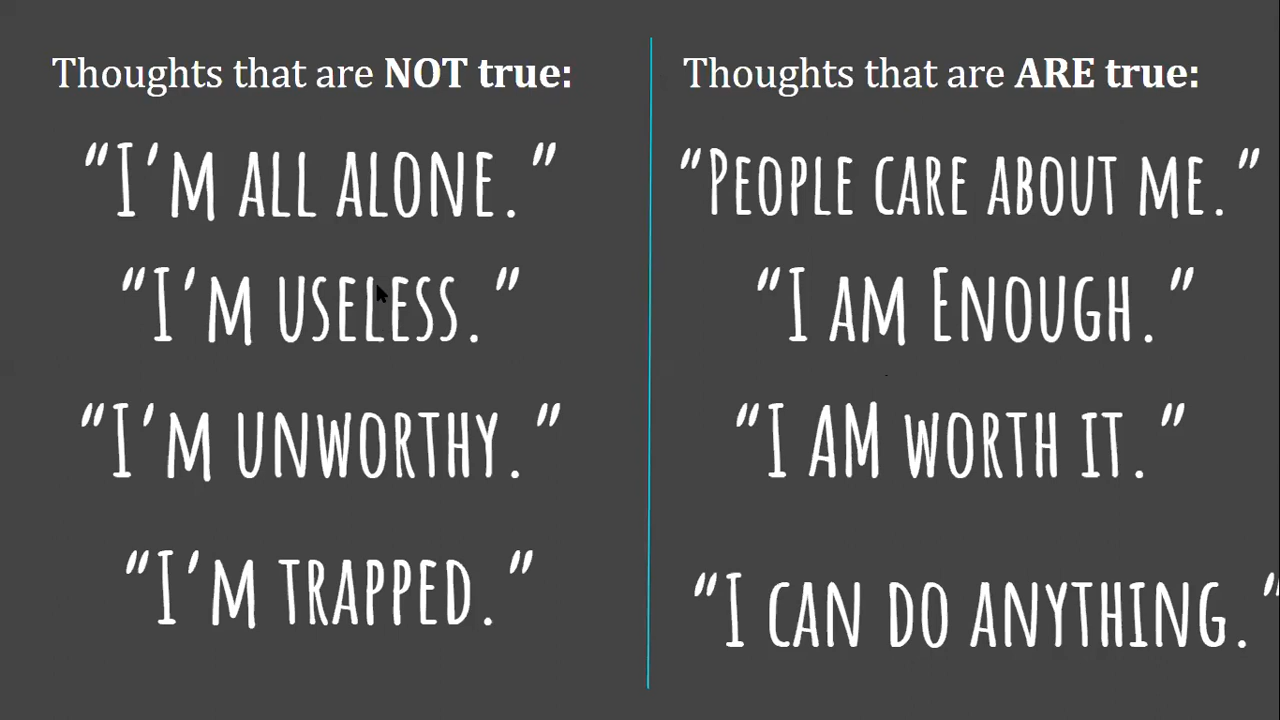 Thoughts that are NOT true:
“I’M ALL ALONE.”
“I’M USELESS.”
“I’M UNWORTHY.”
“I’M TRAPPED.”
Thoughts that are ARE true:
“PEOPLE CARE ABOUT ME.”
“I AM ENOUGH.”
“I AM WORTH IT.”
“I CAN DO ANYTHING.”